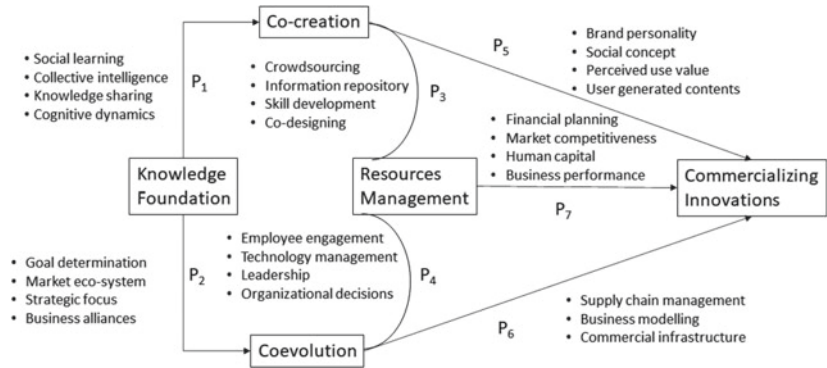 Co-creation
• Brand personality
• Social concept
• Perceived use value
• User generated contents
P5
• Social learning
• Collective intelligence
• Knowledge sharing
• Cognitive dynamics
P1
• Crowdsourcing
• Information repository
• Skill development
• Co-designing
P3
• Financial planning
• Market competitiveness
• Human capital
• Business performance
Knowledge
Foundation
Resources
Management
P7
Commercializing
Innovations
• Goal determination
• Market eco-system
• Strategic focus
• Business alliances
P2
• Employee engagement
• Technology management
• Leadership
• Organizational decisions
P4
• Supply chain management
• Business modelling
• Commercial infrastructure
P6
Coevolution